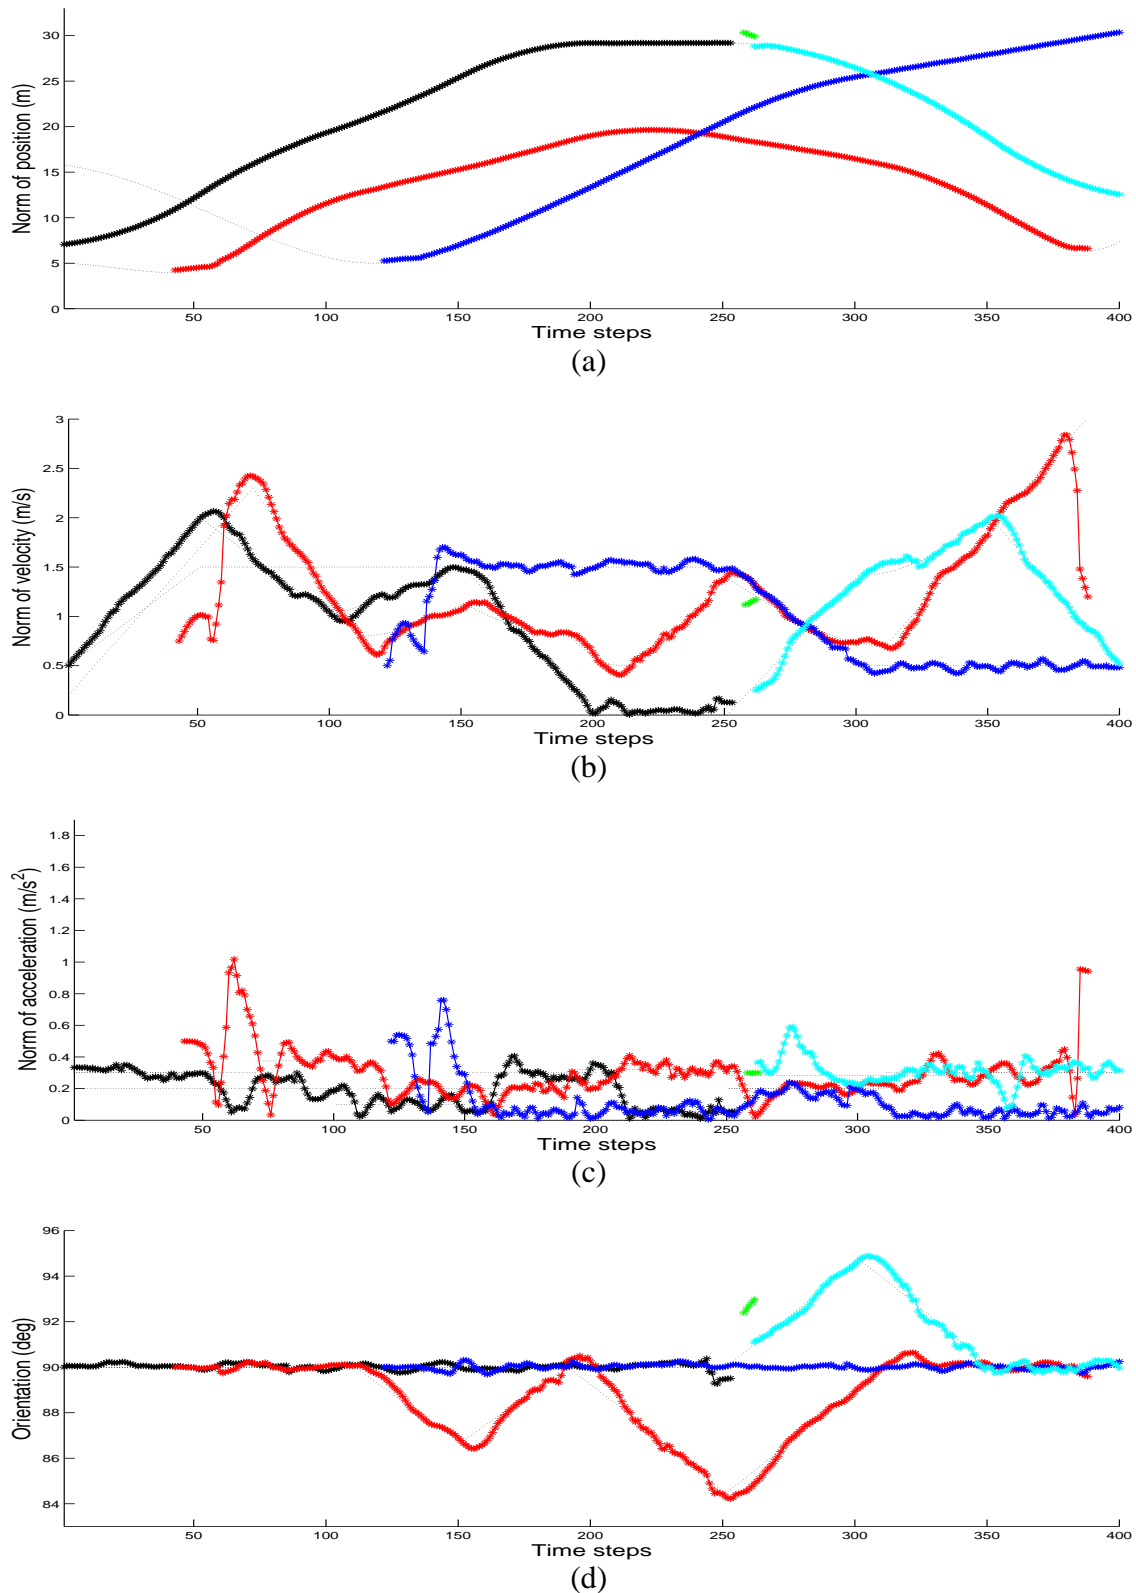 Norm of position (m)
30
25
20
15
10
5
0
50 100 150 200 250 300 350 400
Time steps
(a)
Norm of velocity (m/s)
3
2.5
2
1.5
1
0.5
0
50 100 150 200 250 300 350 400
Time steps
(b)
Norm of acceleration (m/s²)
1.8
1.6
1.4
1.2
1
0.8
0.6
0.4
0.2
0
50 100 150 200 250 300 350 400
Time steps
(c)
Orientation (deg)
96
94
92
90
88
86
84
50 100 150 200 250 300 350 400
Time steps
(d)